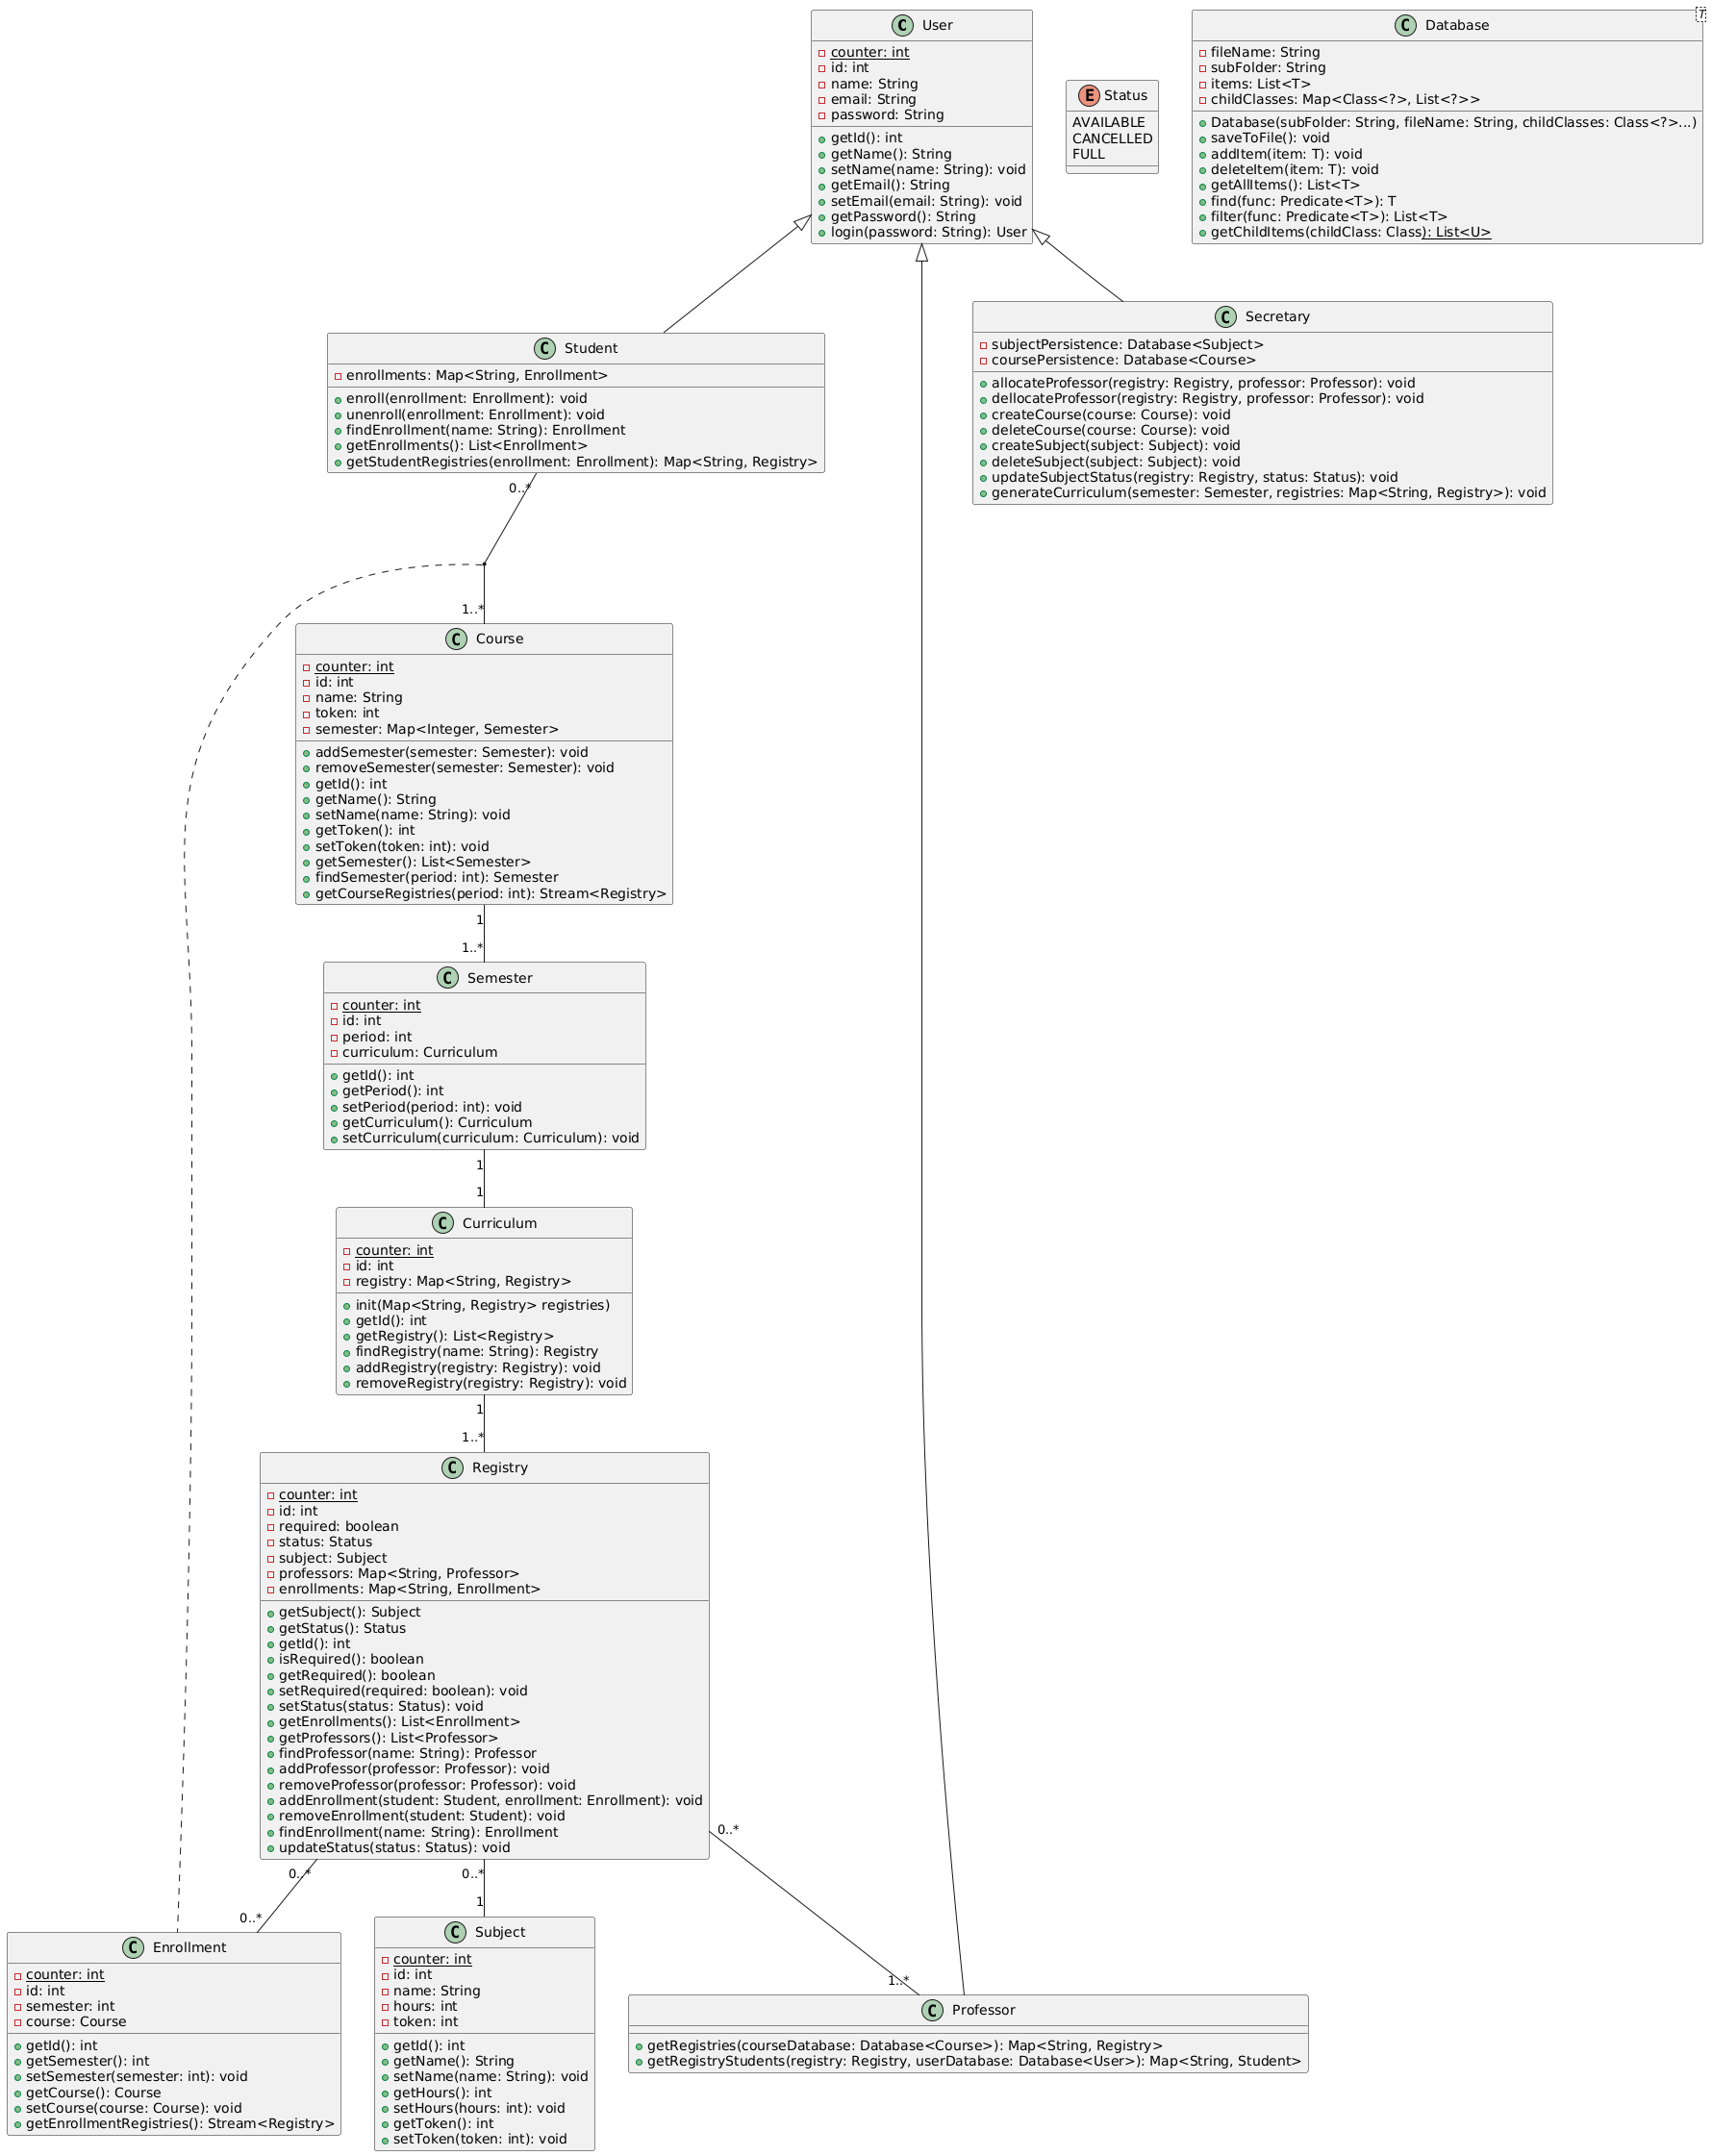 C User
counter: int
id: int
name: String
email: String
password: String
getId(): int
getName(): String
setName(name: String): void
getEmail(): String
setEmail(email: String): void
getPassword(): String
login(password: String): User
E Status
AVAILABLE
CANCELLED
FULL
C Database
T
fileName: String
subFolder: String
items: List<T>
childClasses: Map<Class<?>, List<?>>
Database(subFolder: String, fileName: String, childClasses: Class<?>...)
saveToFile(): void
addItem(item: T): void
deleteItem(item: T): void
getAllItems(): List<T>
find(func: Predicate<T>): T
filter(func: Predicate<T>): List<T>
getChildItems(childClass: Class): List<U>
C Student
enrollments: Map<String, Enrollment>
enroll(enrollment: Enrollment): void
unenroll(enrollment: Enrollment): void
findEnrollment(name: String): Enrollment
getEnrollments(): List<Enrollment>
getStudentRegistries(enrollment: Enrollment): Map<String, Registry>
C Secretary
subjectPersistence: Database<Subject>
coursePersistence: Database<Course>
allocateProfessor(registry: Registry, professor: Professor): void
dellocateProfessor(registry: Registry, professor: Professor): void
createCourse(course: Course): void
deleteCourse(course: Course): void
createSubject(subject: Subject): void
deleteSubject(subject: Subject): void
updateSubjectStatus(registry: Registry, status: Status): void
generateCurriculum(semester: Semester, registries: Map<String, Registry>): void
0..*
1..*
C Course
counter: int
id: int
name: String
token: int
semester: Map<Integer, Semester>
addSemester(semester: Semester): void
removeSemester(semester: Semester): void
getId(): int
getName(): String
setName(name: String): void
getToken(): int
setToken(token: int): void
getSemester(): List<Semester>
findSemester(period: int): Semester
getCourseRegistries(period: int): Stream<Registry>
1
1..*
C Semester
counter: int
id: int
period: int
curriculum: Curriculum
getId(): int
getPeriod(): int
setPeriod(period: int): void
getCurriculum(): Curriculum
setCurriculum(curriculum: Curriculum): void
1
1
C Curriculum
counter: int
id: int
registry: Map<String, Registry>
init(Map<String, Registry> registries)
getId(): int
getRegistry(): List<Registry>
findRegistry(name: String): Registry
addRegistry(registry: Registry): void
removeRegistry(registry: Registry): void
1
1..*
C Registry
counter: int
id: int
required: boolean
status: Status
subject: Subject
professors: Map<String, Professor>
enrollments: Map<String, Enrollment>
getSubject(): Subject
getStatus(): Status
getId(): int
isRequired(): boolean
getRequired(): boolean
setRequired(required: boolean): void
setStatus(status: Status): void
getEnrollments(): List<Enrollment>
getProfessors(): List<Professor>
findProfessor(name: String): Professor
addProfessor(professor: Professor): void
removeProfessor(professor: Professor): void
addEnrollment(student: Student, enrollment: Enrollment): void
removeEnrollment(student: Student): void
findEnrollment(name: String): Enrollment
updateStatus(status: Status): void
0..*
0..*
0..*
0..*
1
1..*
C Enrollment
counter: int
id: int
semester: int
course: Course
getId(): int
getSemester(): int
setSemester(semester: int): void
getCourse(): Course
setCourse(course: Course): void
getEnrollmentRegistries(): Stream<Registry>
C Subject
counter: int
id: int
name: String
hours: int
token: int
getId(): int
getName(): String
setName(name: String): void
getHours(): int
setHours(hours: int): void
getToken(): int
setToken(token: int): void
C Professor
getRegistries(courseDatabase: Database<Course>): Map<String, Registry>
getRegistryStudents(registry: Registry, userDatabase: Database<User>): Map<String, Student>